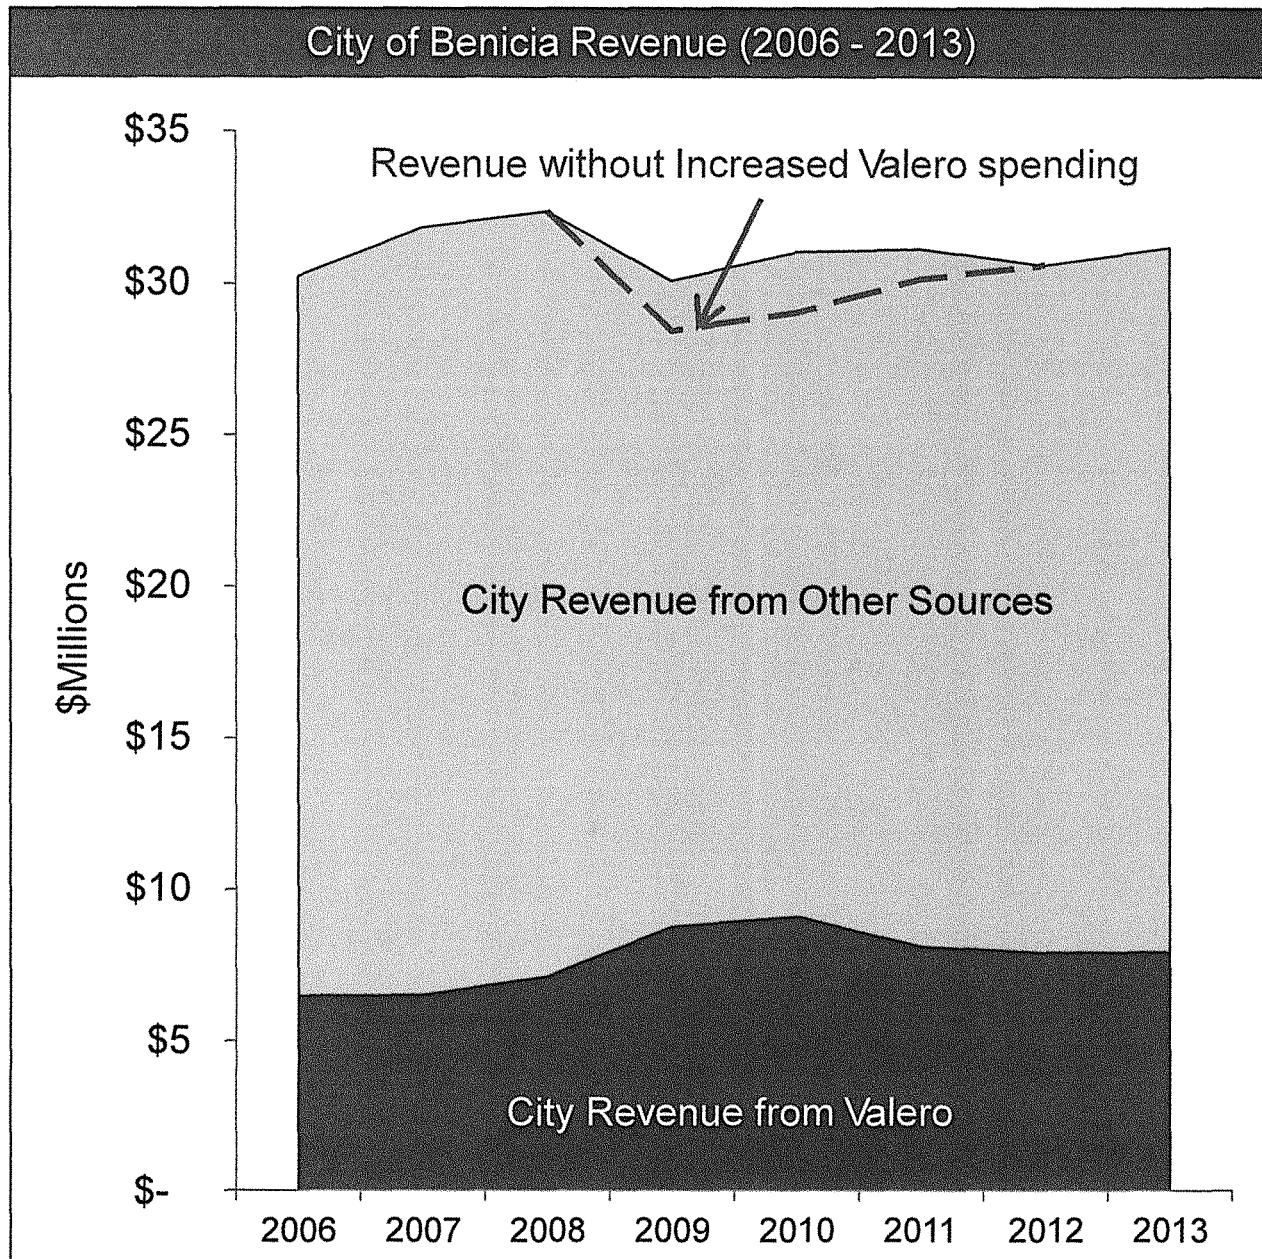 City of Benicia Revenue (2006 - 2013)
$35
Revenue without Increased Valero spending
$30
$25
$20
City Revenue from Other Sources
$Millions
$15
$10
$5
City Revenue from Valero
$-
2006 2007 2008 2009 2010 2011 2012 2013